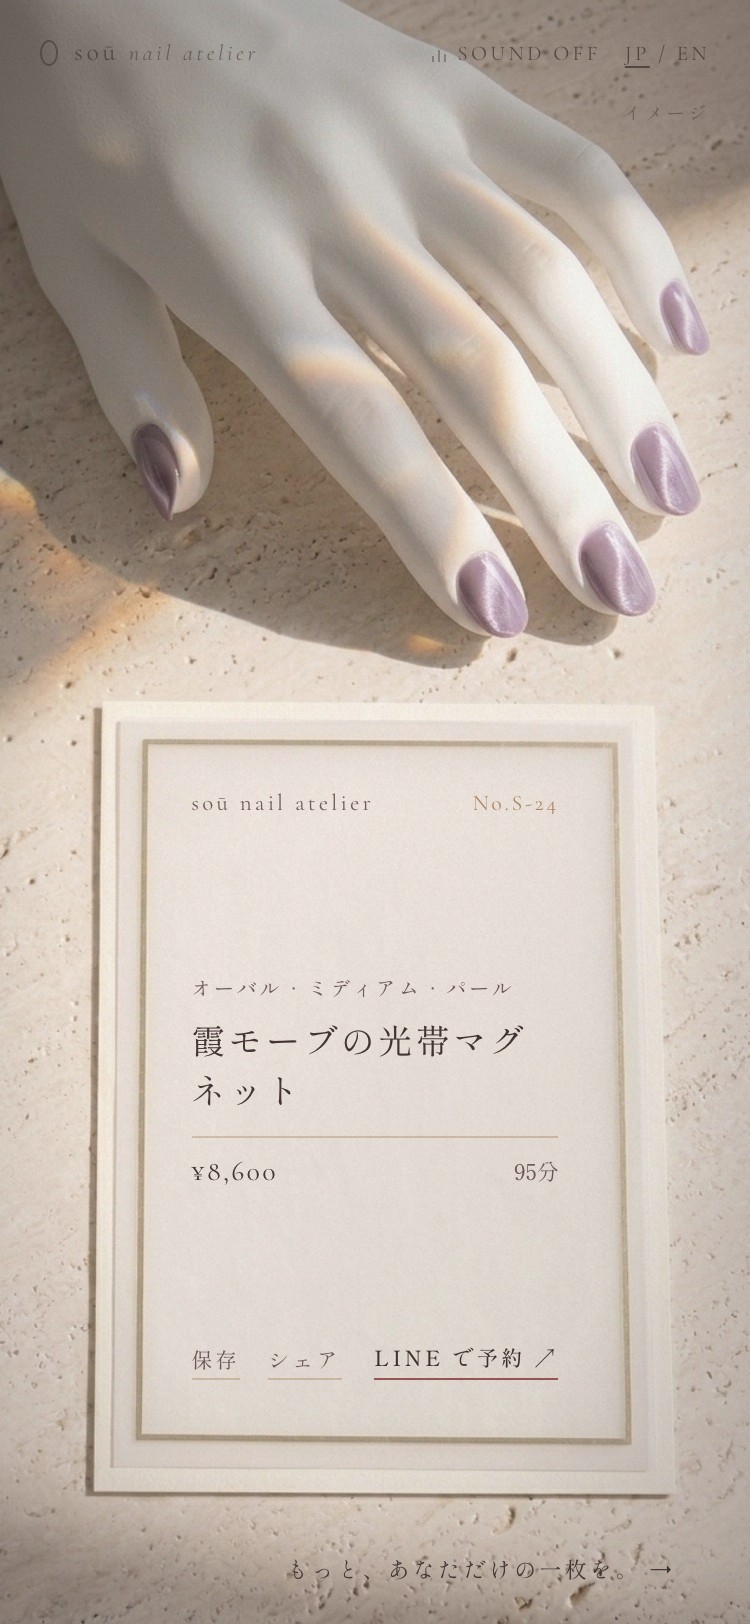 soū nail atelier
SOUND OFF JP / EN
イメージ
soū nail atelier No.S-24
オーバル・ミディアム・パール
霞モーブの光帯マグ
ネット
¥8,600 95分
保存 シェア LINE で予約 ↗
もっと、あなただけの一枚を。 →